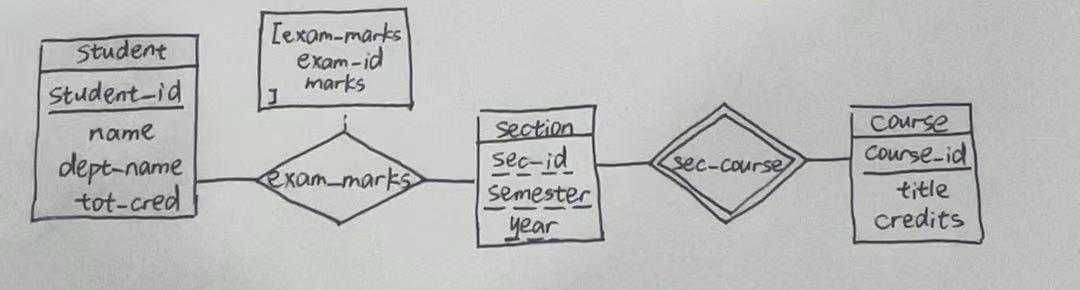 student
student_id
name
dept-name
tot-cred
[exam-marks
exam-id
marks
]
exam_marks
section
sec-id
semester
year
sec-course
course
course_id
title
credits